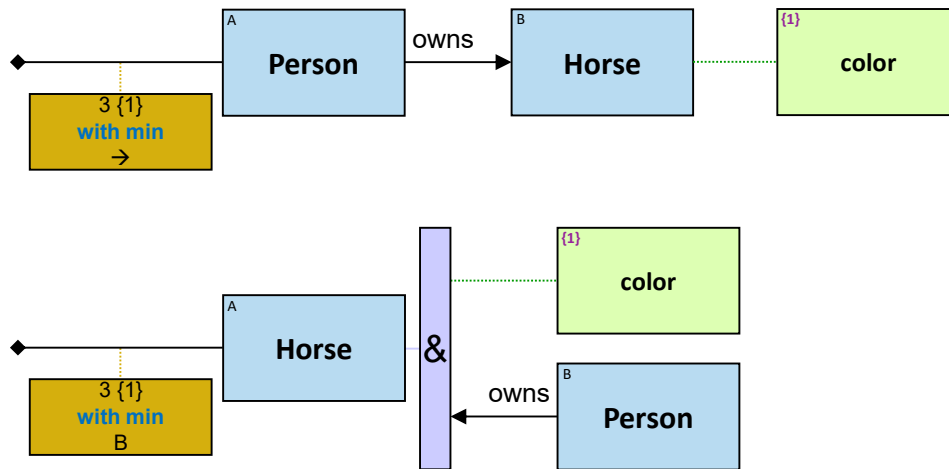 A
Person
owns
B
Horse
{1}
color
3 {1}
with min
→
{1}
color
A
Horse
&
B
Person
owns
3 {1}
with min
B